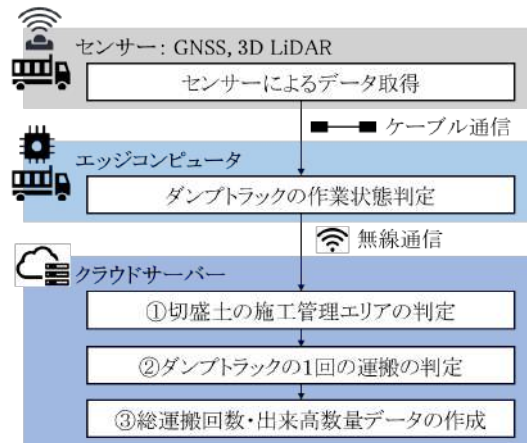 センサー: GNSS, 3D LiDAR
センサーによるデータ取得
ケーブル通信
エッジコンピュータ
ダンプトラックの作業状態判定
無線通信
クラウドサーバー
①切盛土の施工管理エリアの判定
②ダンプトラックの1回の運搬の判定
③総運搬回数・出来高数量データの作成